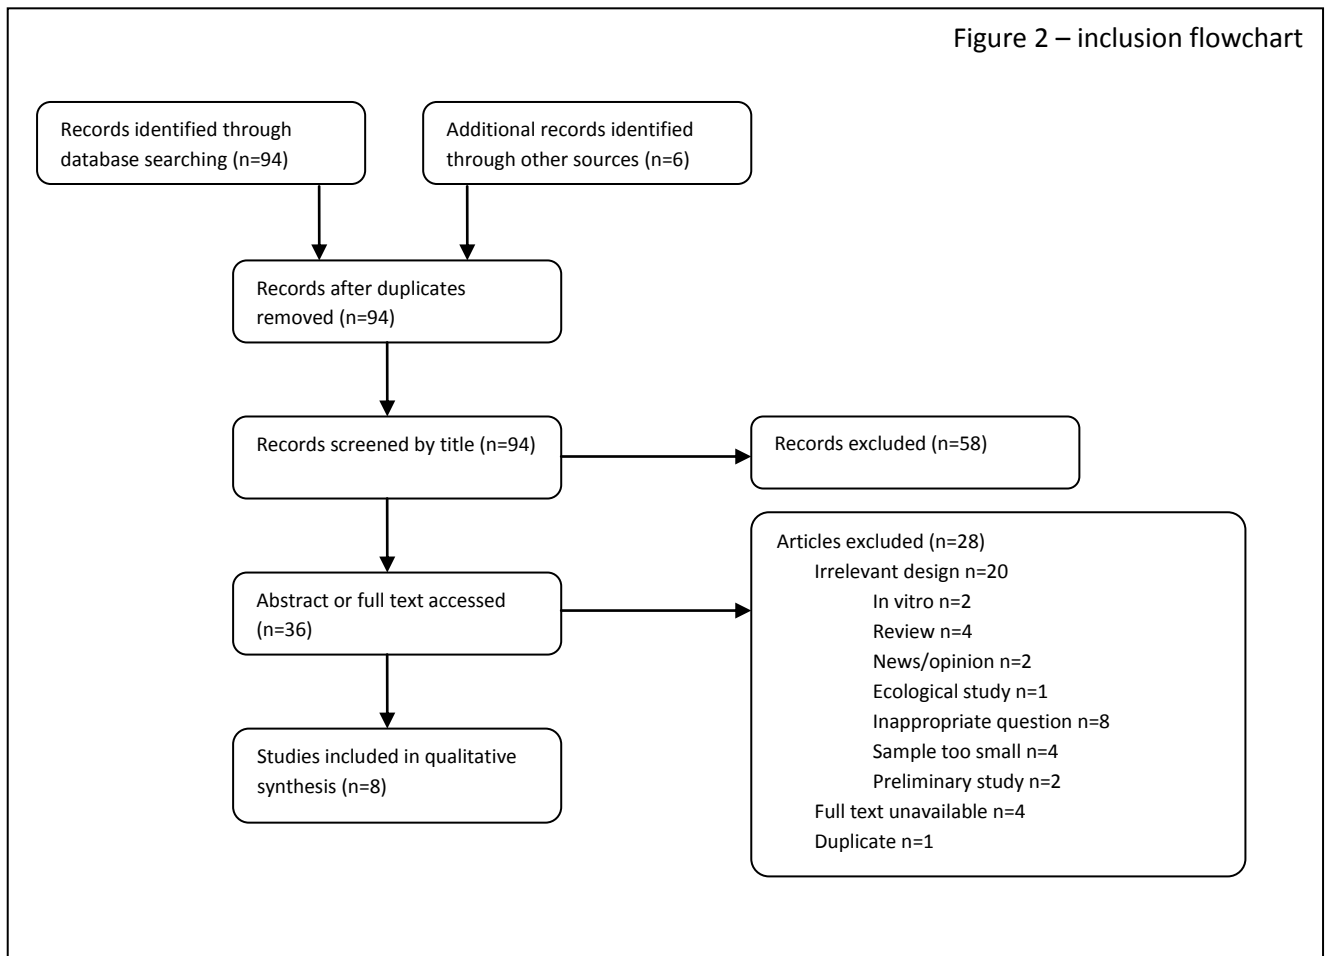 Figure 2 – inclusion flowchart
Records identified through
database searching (n=94)
Additional records identified
through other sources (n=6)
Records after duplicates
removed (n=94)
Records screened by title (n=94)
Records excluded (n=58)
Abstract or full text accessed
(n=36)
Articles excluded (n=28)
Irrelevant design n=20
In vitro n=2
Review n=4
News/opinion n=2
Ecological study n=1
Inappropriate question n=8
Sample too small n=4
Preliminary study n=2
Full text unavailable n=4
Duplicate n=1
Studies included in qualitative
synthesis (n=8)